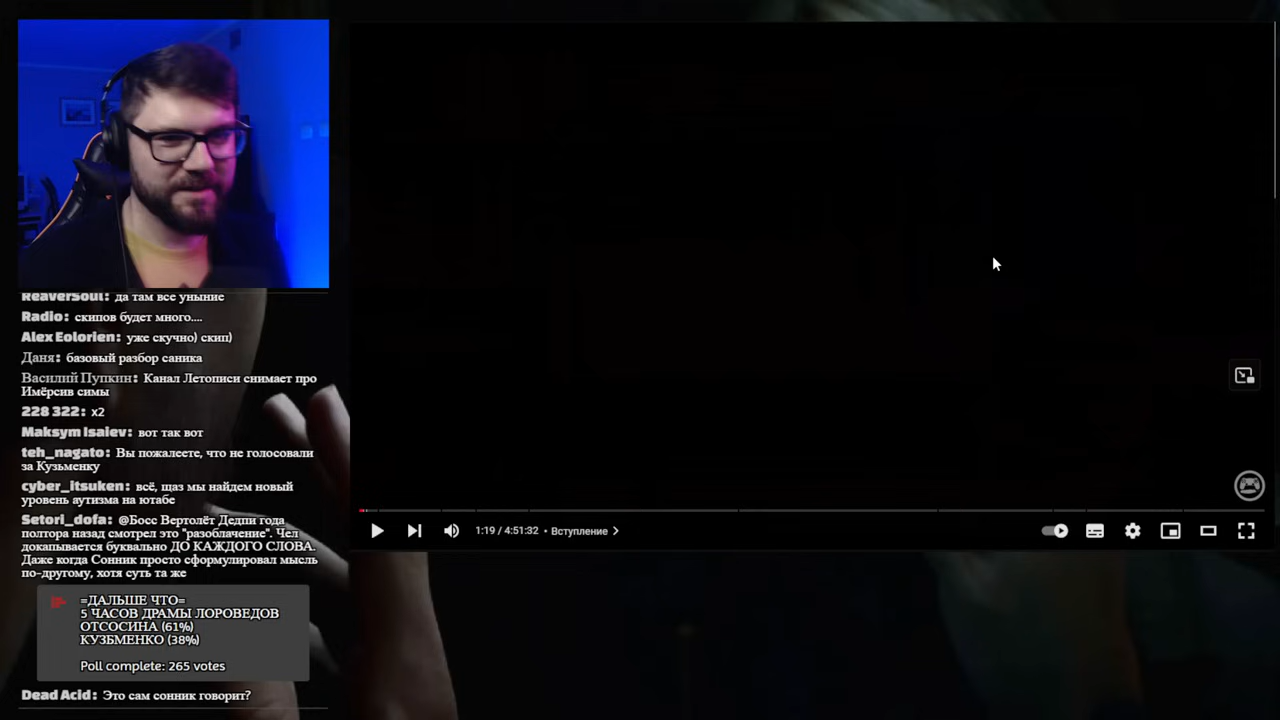 ReaverSoul: да там все уныние
Radio: скипов будет много....
Alex Eolorien: уже скучно) скип)
Даня: базовый разбор саника
Василий Пупкин: Канал Летописи снимает про
Имёрсив симы
228 322: x2
Maksym Isaiev: вот так вот
teh_nagato: Вы пожалеете, что не голосовали
за Кузьменку
cyber_itsuken: всё, щаз мы найдем новый
уровень аутизма на ютабе
Setori_dofa: @Босс Вертолёт Дедпи года
полтора назад смотрел это "разоблачение". Чел
докапывается буквально ДО КАЖДОГО СЛОВА.
Даже когда Сонник просто сформулировал мысль
по-другому, хотя суть та же
=ДАЛЬШЕ ЧТО=
5 ЧАСОВ ДРАМЫ ЛОРОВЕДОВ
ОТСОСИНА (61%)
КУЗЬМЕНКО (38%)
Poll complete: 265 votes
Dead Acid: Это сам сонник говорит?
1:19 / 4:51:32 • Вступление